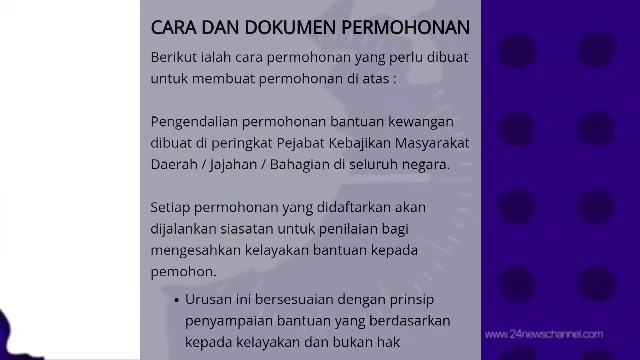 CARA DAN DOKUMEN PERMOHONAN
Berikut ialah cara permohonan yang perlu dibuat
untuk membuat permohonan di atas :
Pengendalian permohonan bantuan kewangan
dibuat di peringkat Pejabat Kebajikan Masyarakat
Daerah / Jajahan / Bahagian di seluruh negara.
Setiap permohonan yang didaftarkan akan
dijalankan siasatan untuk penilaian bagi
mengesahkan kelayakan bantuan kepada
pemohon.
• Urusan ini bersesuaian dengan prinsip
penyampaian bantuan yang berdasarkan
kepada kelayakan dan bukan hak
www.24newschannel.com